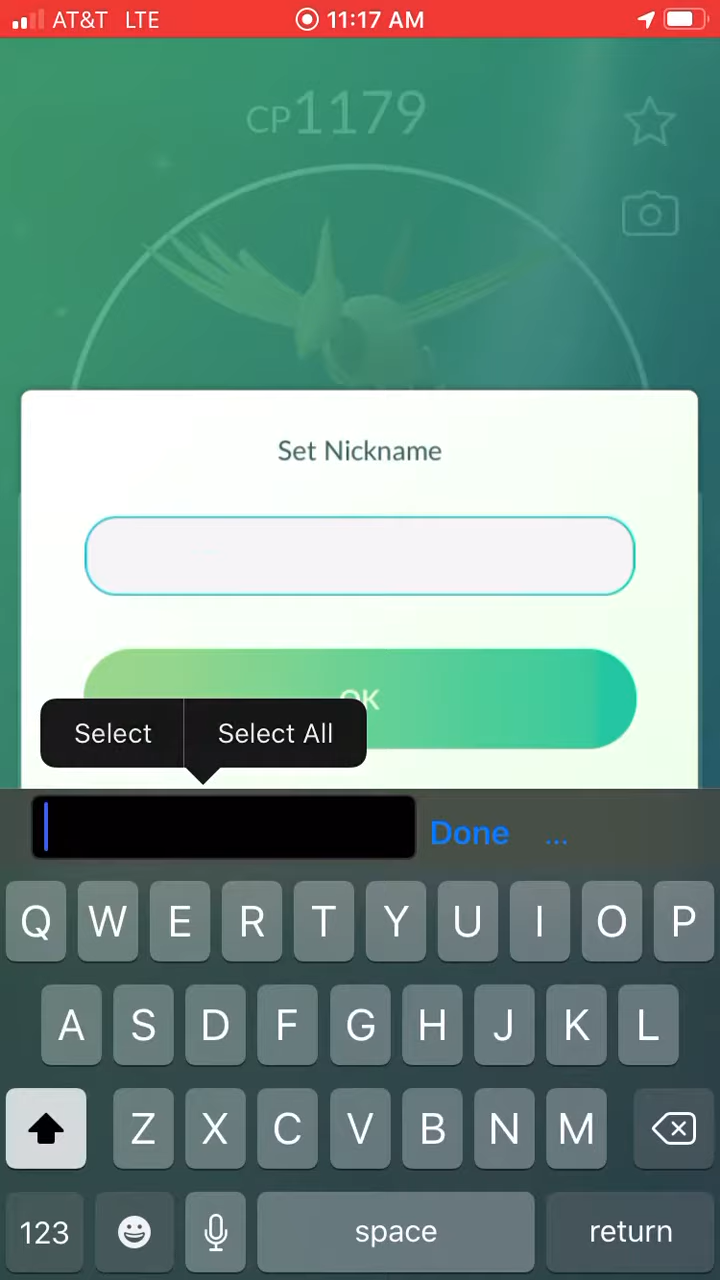 AT&T LTE 11:17 AM
CP1179
Set Nickname
OK
Select Select All
Done ...
Q W E R T Y U I O P
A S D F G H J K L
Z X C V B N M
123 space return